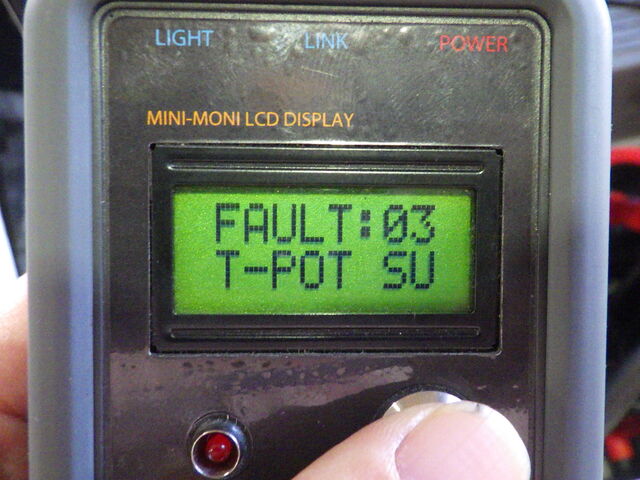 LIGHT LINK POWER
MINI-MONI LCD DISPLAY
FAULT:03
T-POT SU